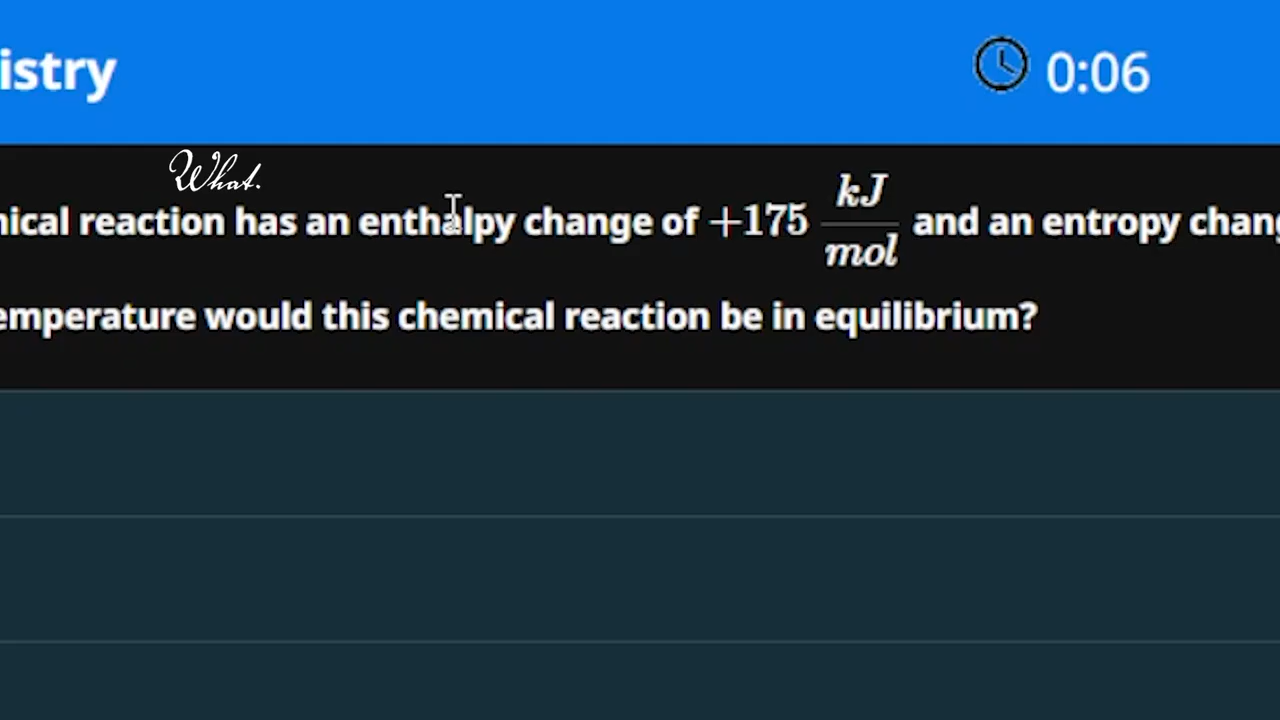 istry
0:06
What.
nical reaction has an enthalpy change of +175 kJ/mol and an entropy chang
emperature would this chemical reaction be in equilibrium?